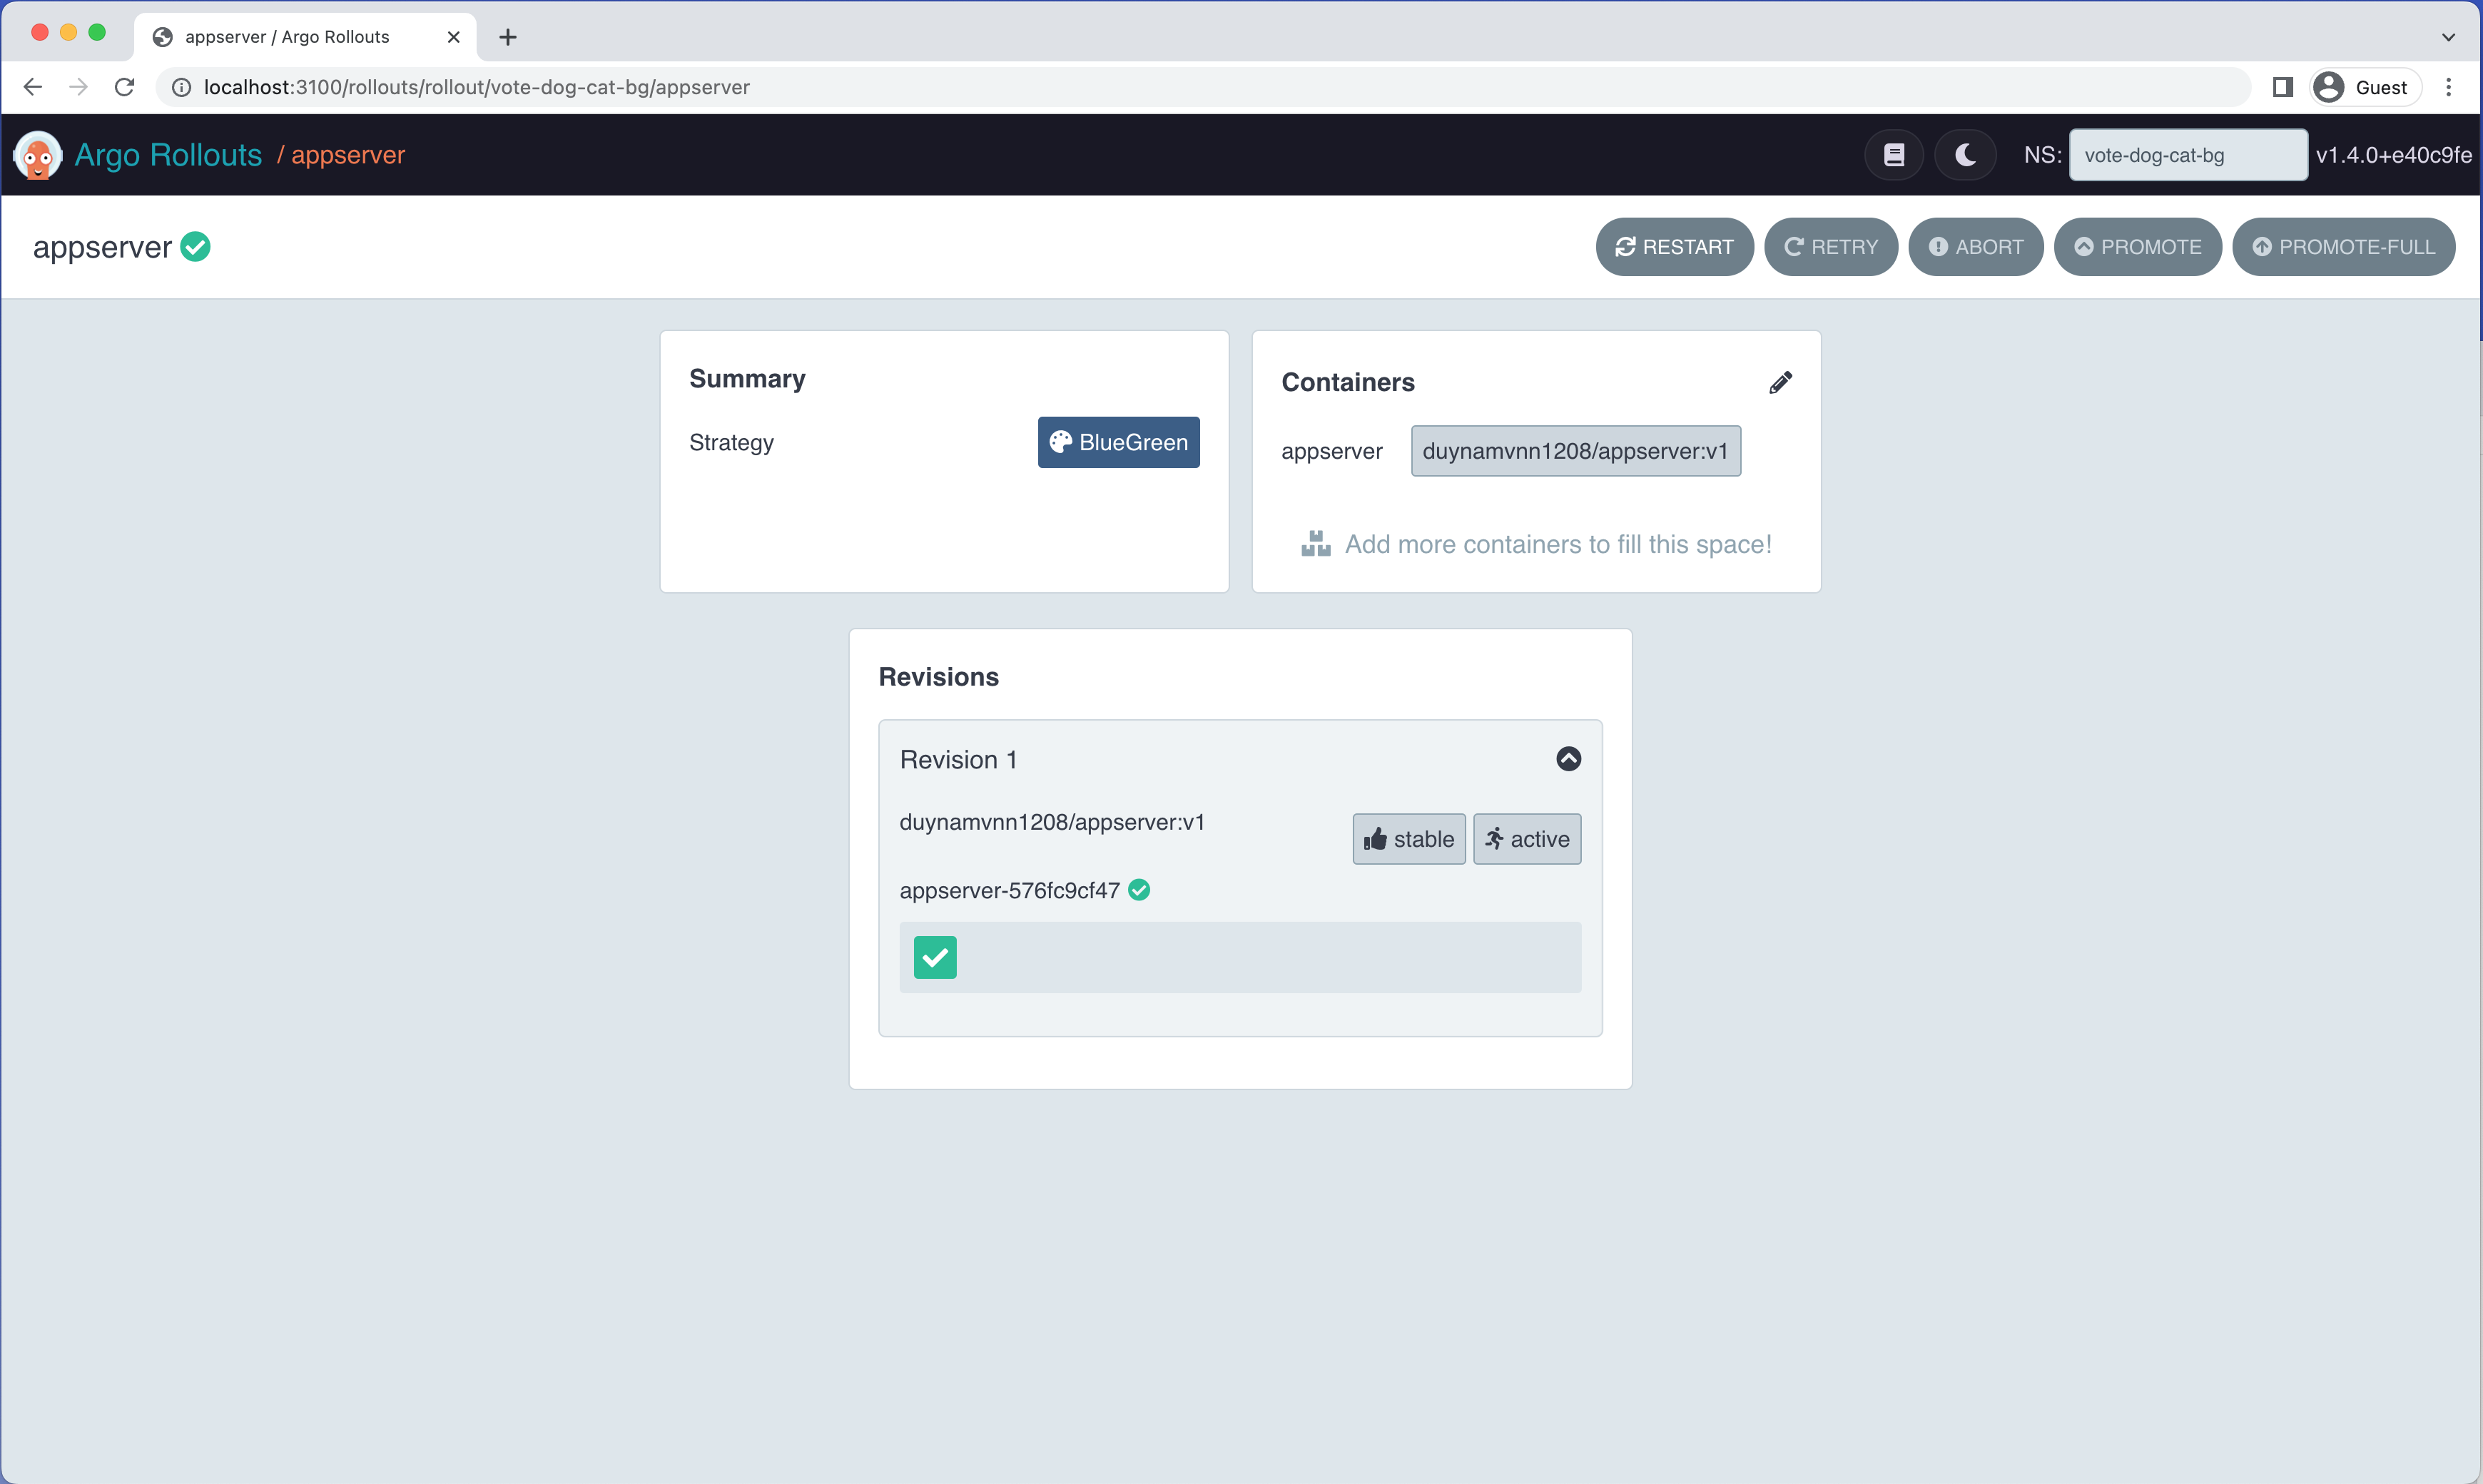 appserver / Argo Rollouts
localhost:3100/rollouts/rollout/vote-dog-cat-bg/appserver
Guest
Argo Rollouts / appserver
NS: vote-dog-cat-bg v1.4.0+e40c9fe
appserver
RESTART RETRY ABORT PROMOTE PROMOTE-FULL
Summary
Strategy BlueGreen
Containers
appserver duynamvnn1208/appserver:v1
Add more containers to fill this space!
Revisions
Revision 1
duynamvnn1208/appserver:v1
stable active
appserver-576fc9cf47